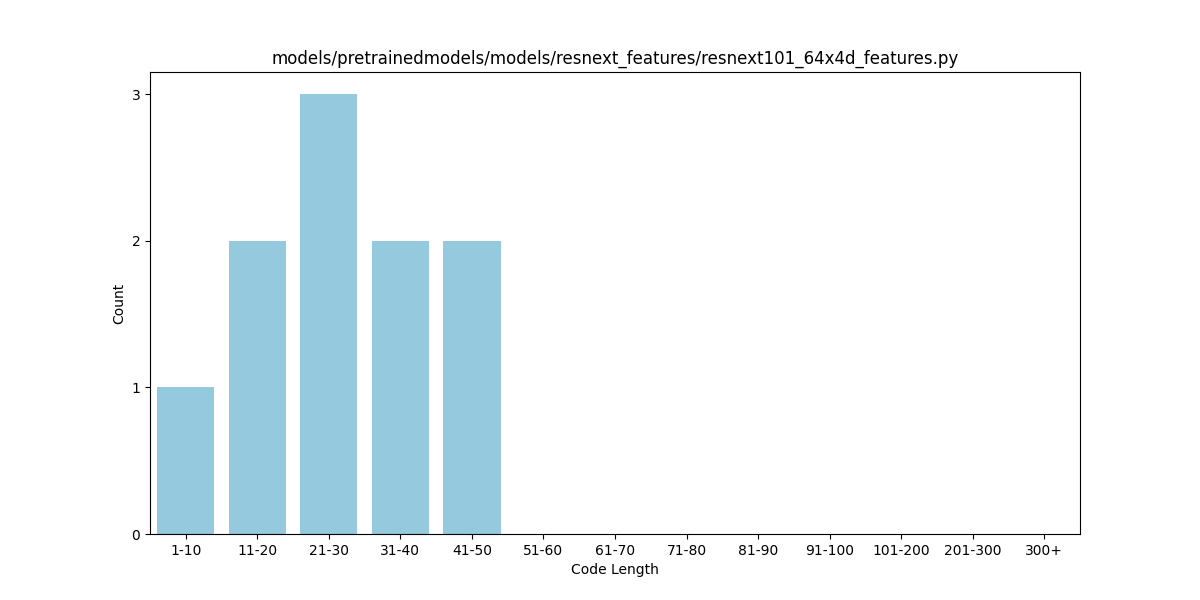 models/pretrainedmodels/models/resnext_features/resnext101_64x4d_features.py
3
2
1
0
Count
1-10 11-20 21-30 31-40 41-50 51-60 61-70 71-80 81-90 91-100 101-200 201-300 300+
Code Length